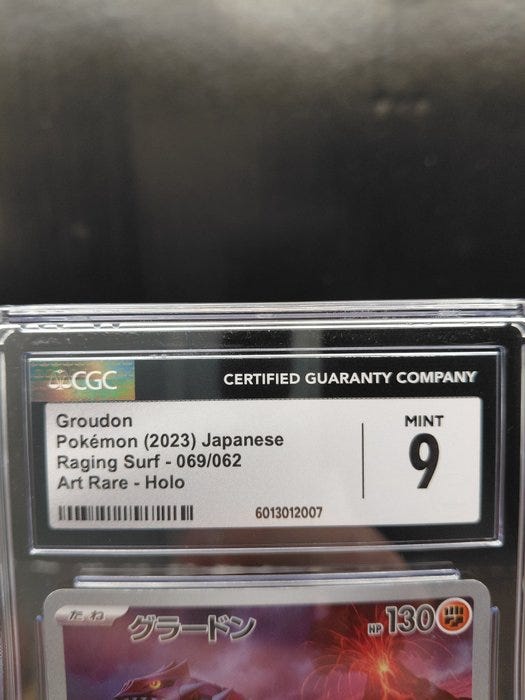 CGC
CERTIFIED GUARANTY COMPANY
Groudon
Pokémon (2023) Japanese
Raging Surf - 069/062
Art Rare - Holo
MINT
9
6013012007
たね
グラードン
HP 130